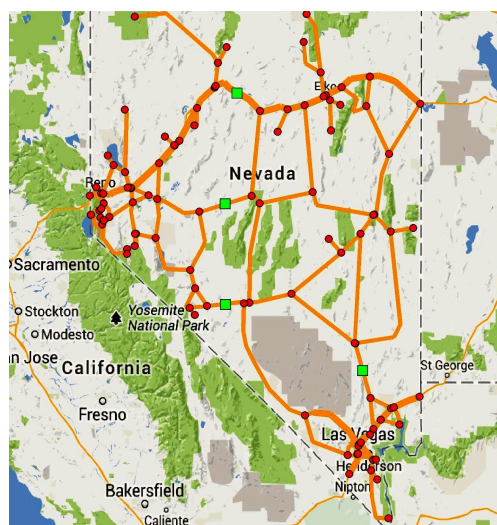 Elko
Nevada
Reno
Sacramento
Stockton
Yosemite
National Park
Modesto
an Jose
California
St George
Fresno
Las Vegas
Henderson
Nipton
Bakersfield
Caliente